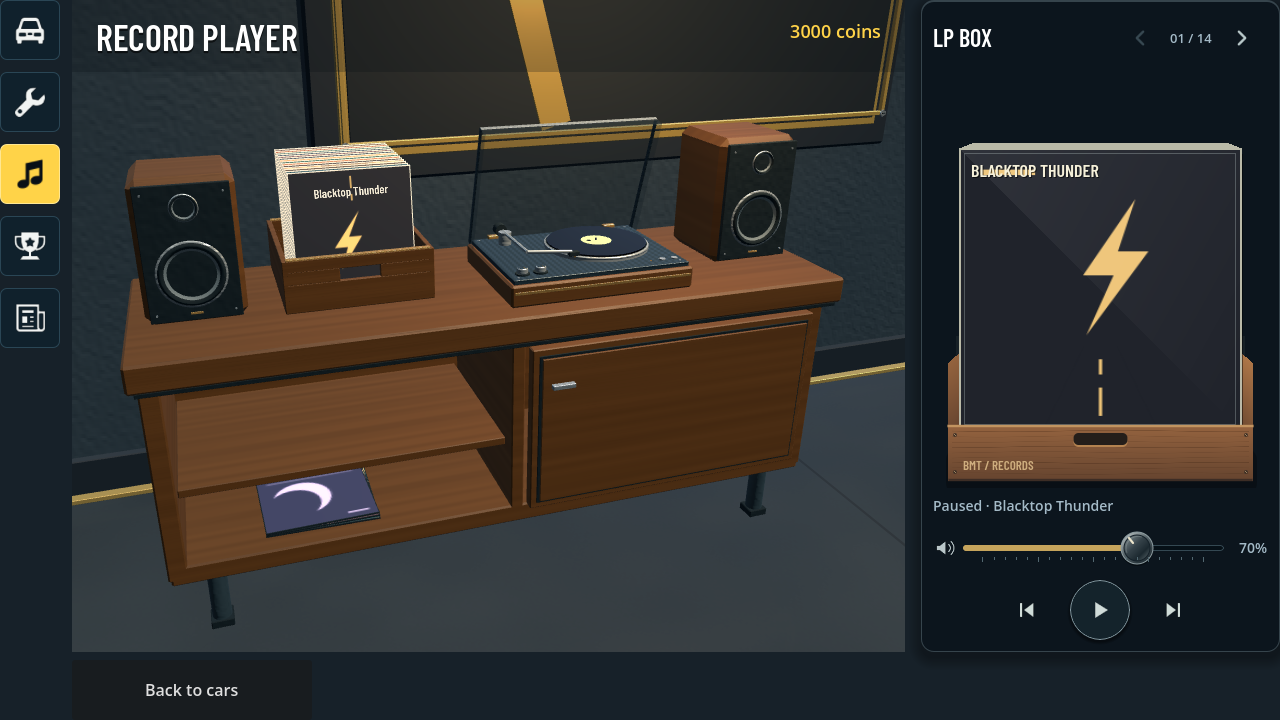 RECORD PLAYER
3000 coins
LP BOX
01 / 14
Blacktop Thunder
BLACKTOP THUNDER
BMT / RECORDS
Paused · Blacktop Thunder
70%
Back to cars